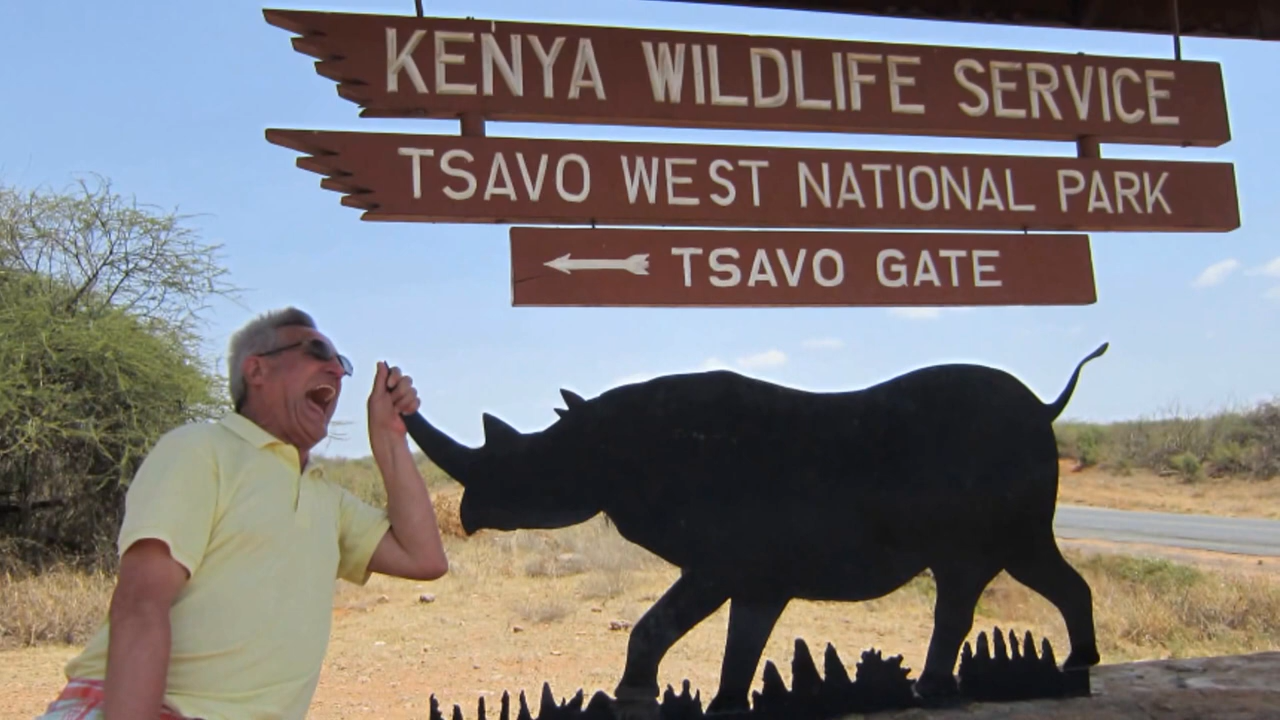 KENYA WILDLIFE SERVICE
TSAVO WEST NATIONAL PARK
TSAVO GATE